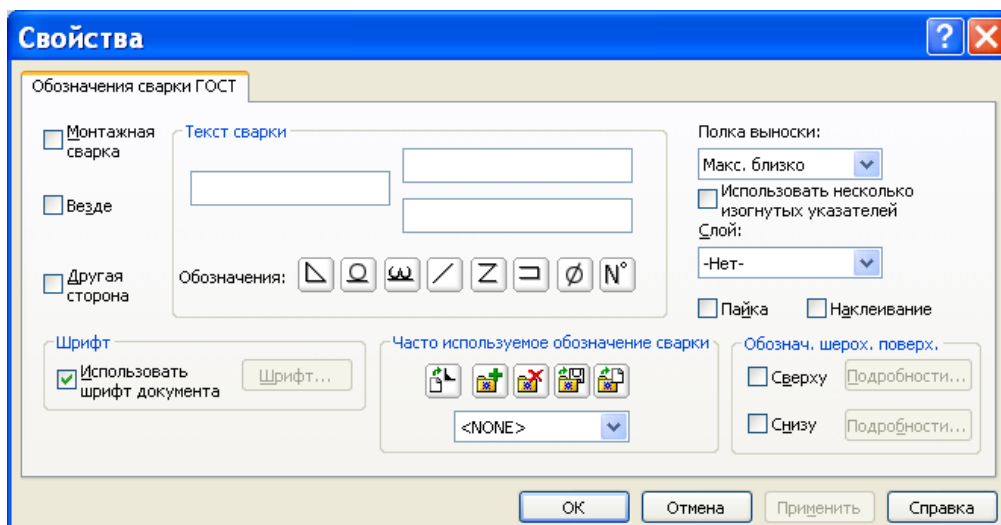 Свойства
Обозначения сварки ГОСТ
Монтажная
сварка
Везде
Другая
сторона
Текст сварки
Обозначения:
N°
Полка выноски:
Макс. близко
Использовать несколько
изогнутых указателей
Слой:
-Нет-
Пайка
Наклеивание
Шрифт
Использовать
шрифт документа
Шрифт...
Часто используемое обозначение сварки
<NONE>
Обознач. шерох. поверх.
Сверху
Подробности...
Снизу
Подробности...
ОК
Отмена
Применить
Справка